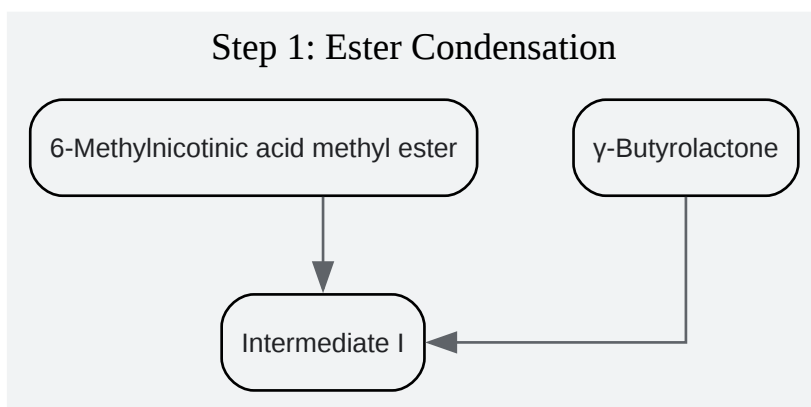 Step 1: Ester Condensation
6-Methylnicotinic acid methyl ester
γ-Butyrolactone
Intermediate I